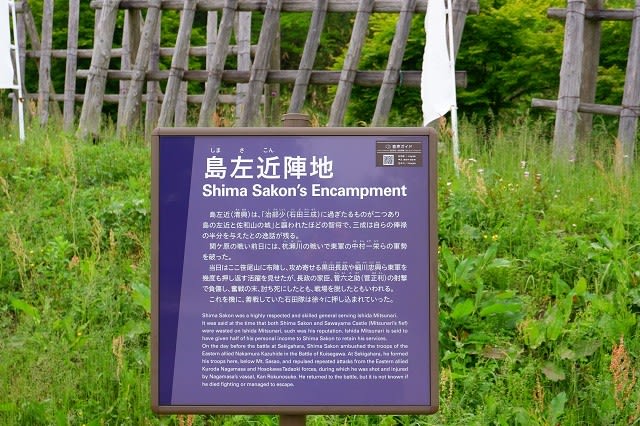 しまさこん
音声ガイド
島左近陣地
Shima Sakon's Encampment
島左近(清興)は、「治部少(石田三成)に過ぎたるものが二つあり
島の左近と佐和山の城」と謳われたほどの智将で、三成は自らの俸禄
の半分を与えたとの逸話が残る。
関ケ原の戦い前日には、杭瀬川の戦いで東軍の中村一栄らの軍勢
を破った。
当日はここ笹尾山に布陣し、攻め寄せる黒田長政や細川忠興ら東軍を
幾度も押し返す活躍を見せたが、長政の家臣、菅六之助(菅正利)の射撃
で負傷し、奮戦の末、討ち死にしたとも、戦場を脱したともいわれる。
これを機に、善戦していた石田隊は徐々に押し込まれていった。
Shima Sakon was a highly respected and skilled general serving Ishida Mitsunari.
It was said at the time that both Shima Sakon and Sawayama Castle (Mitsunari's fief)
were wasted on Ishida Mitsunari, such was his reputation. Ishida Mitsunari is said to
have given half of his personal income to Shima Sakon to retain his services.
On the day before the battle at Sekigahara, Shima Sakon ambushed the troops of the
Eastern allied Nakamura Kazuhide in the Battle of Kuisegawa. At Sekigahara, he formed
his troops here, below Mt. Sasao, and repulsed repeated attacks from the Eastern allied
Kuroda Nagamasa and Hosokawa Tadaoki forces, during which he was shot and injured
by Nagamasa's vassal, Kan Rokunosuke. He returned to the battle, but it is not known if
he died fighting or managed to escape.